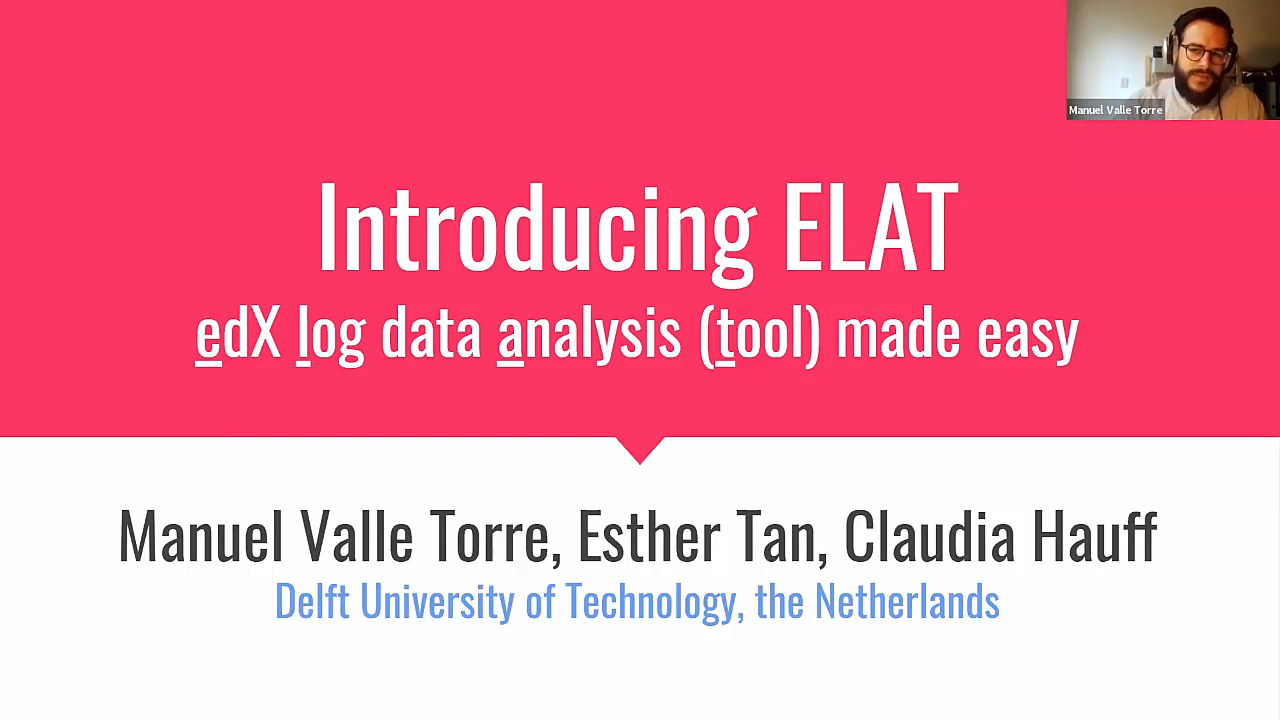 Manuel Valle Torre
Introducing ELAT
edX log data analysis (tool) made easy
Manuel Valle Torre, Esther Tan, Claudia Hauff
Delft University of Technology, the Netherlands